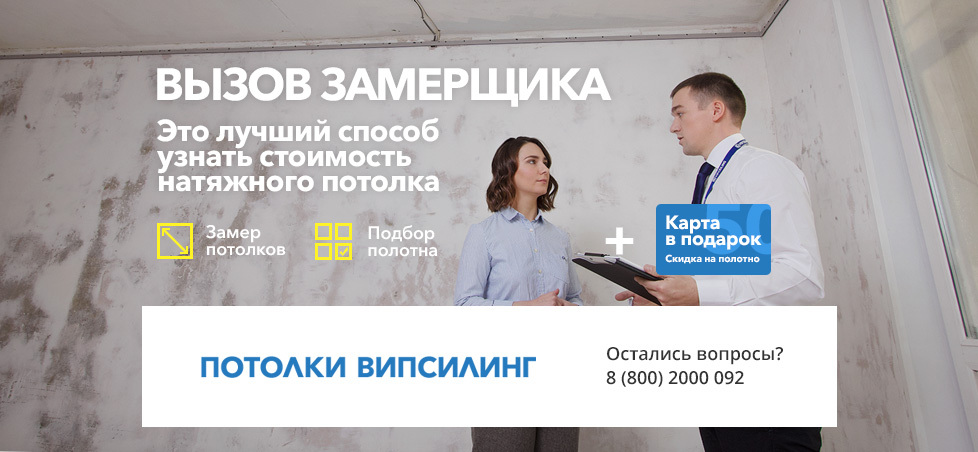 ВЫЗОВ ЗАМЕРЩИКА
Это лучший способ
узнать стоимость
натяжного потолка
Замер
потолков
Подбор
полотна
+
50
Карта
в подарок
Скидка на полотно
ПОТОЛКИ ВИПСИЛИНГ
Остались вопросы?
8 (800) 2000 092